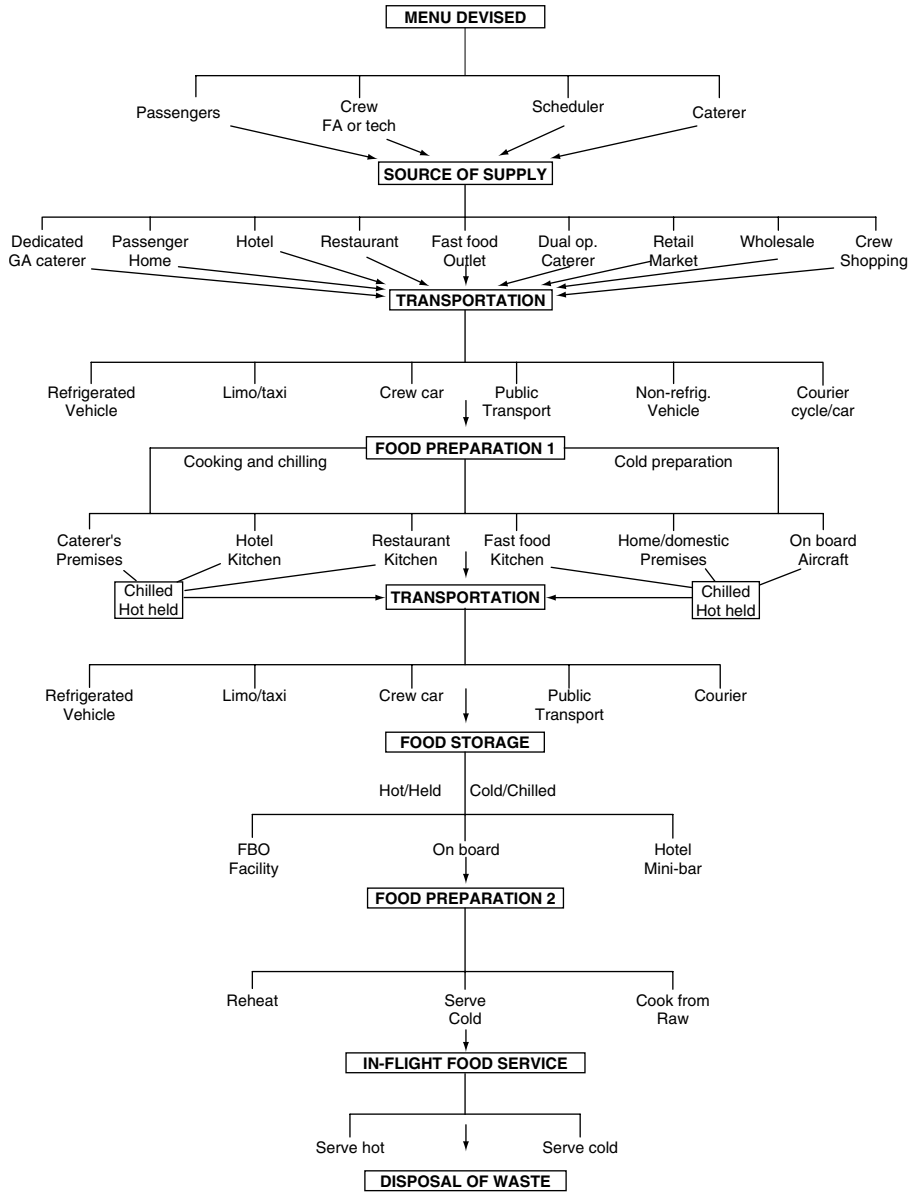 MENU DEVISED
Passengers
Crew
FA or tech
Scheduler
Caterer
SOURCE OF SUPPLY
Dedicated
GA caterer
Passenger
Home
Hotel
Restaurant
Fast food
Outlet
Dual op.
Caterer
Retail
Market
Wholesale
Crew
Shopping
TRANSPORTATION
Refrigerated
Vehicle
Limo/taxi
Crew car
Public
Transport
Non-refrig.
Vehicle
Courier
cycle/car
FOOD PREPARATION 1
Cooking and chilling
Cold preparation
Caterer's
Premises
Hotel
Kitchen
Restaurant
Kitchen
Fast food
Kitchen
Home/domestic
Premises
On board
Aircraft
Chilled
Hot held
TRANSPORTATION
Chilled
Hot held
Refrigerated
Vehicle
Limo/taxi
Crew car
Public
Transport
Courier
FOOD STORAGE
Hot/Held
Cold/Chilled
FBO
Facility
On board
Hotel
Mini-bar
FOOD PREPARATION 2
Reheat
Serve
Cold
Cook from
Raw
IN-FLIGHT FOOD SERVICE
Serve hot
Serve cold
DISPOSAL OF WASTE